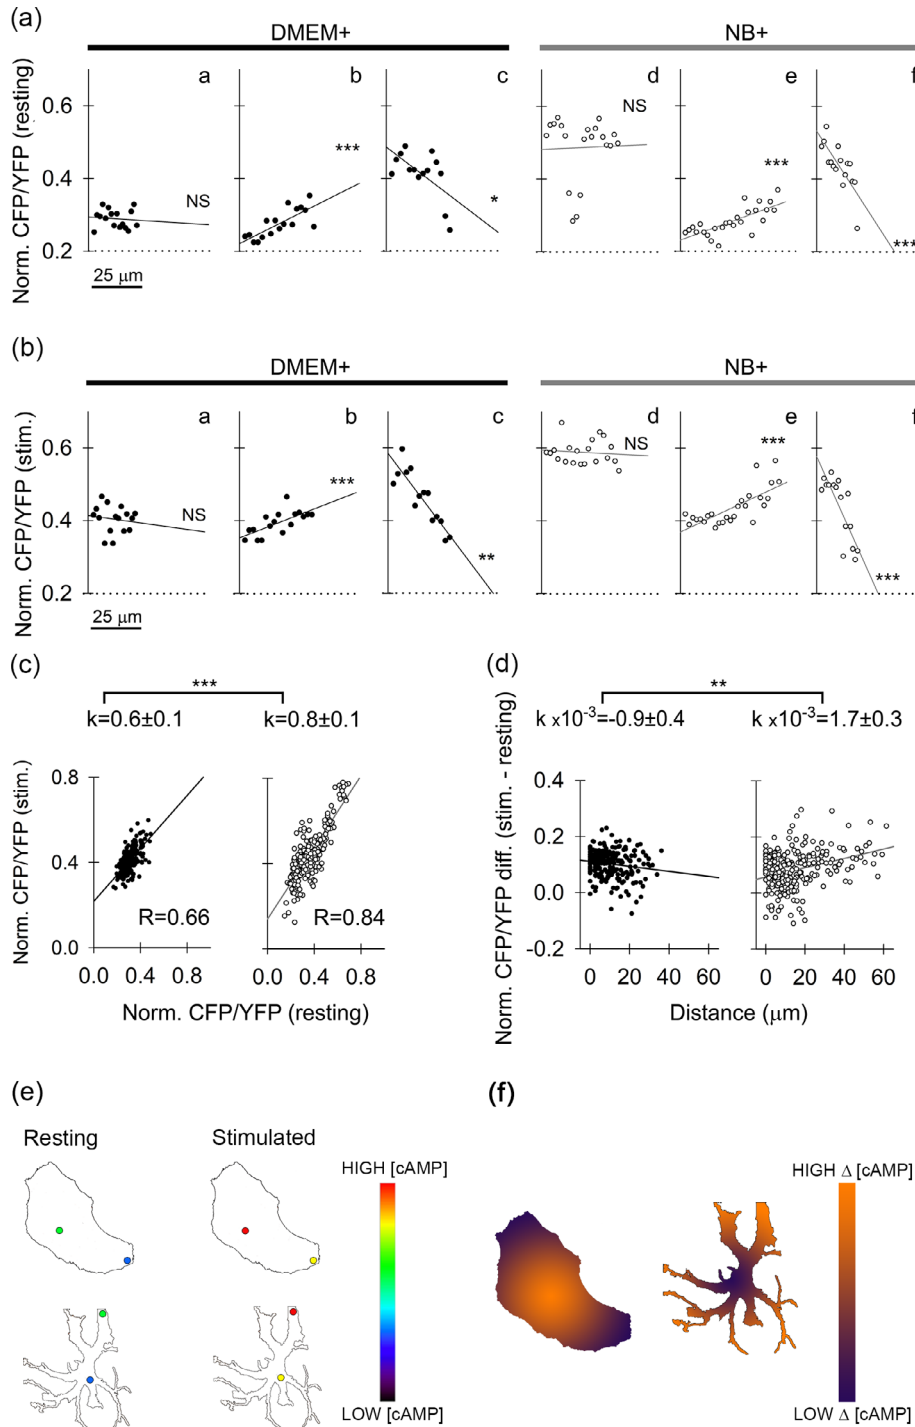 (a)
DMEM+ NB+
a b c d e f
Norm. CFP/YFP (resting)
0.6
0.4
0.2
NS *** * NS *** ***
25 μm
(b)
DMEM+ NB+
a b c d e f
Norm. CFP/YFP (stim.)
0.6
0.4
0.2
NS *** ** NS *** ***
25 μm
(c)
***
k=0.6±0.1 k=0.8±0.1
Norm. CFP/YFP (stim.)
0.8
0.4
0.0
R=0.66 R=0.84
0.0 0.4 0.8 0.0 0.4 0.8
Norm. CFP/YFP (resting)
(d)
**
k x10-3=-0.9±0.4 k x10-3=1.7±0.3
Norm. CFP/YFP diff. (stim. - resting)
0.4
0.2
0.0
-0.2
0 20 40 60 0 20 40 60
Distance (μm)
(e)
Resting Stimulated
HIGH [cAMP]
LOW [cAMP]
(f)
HIGH Δ [cAMP]
LOW Δ [cAMP]